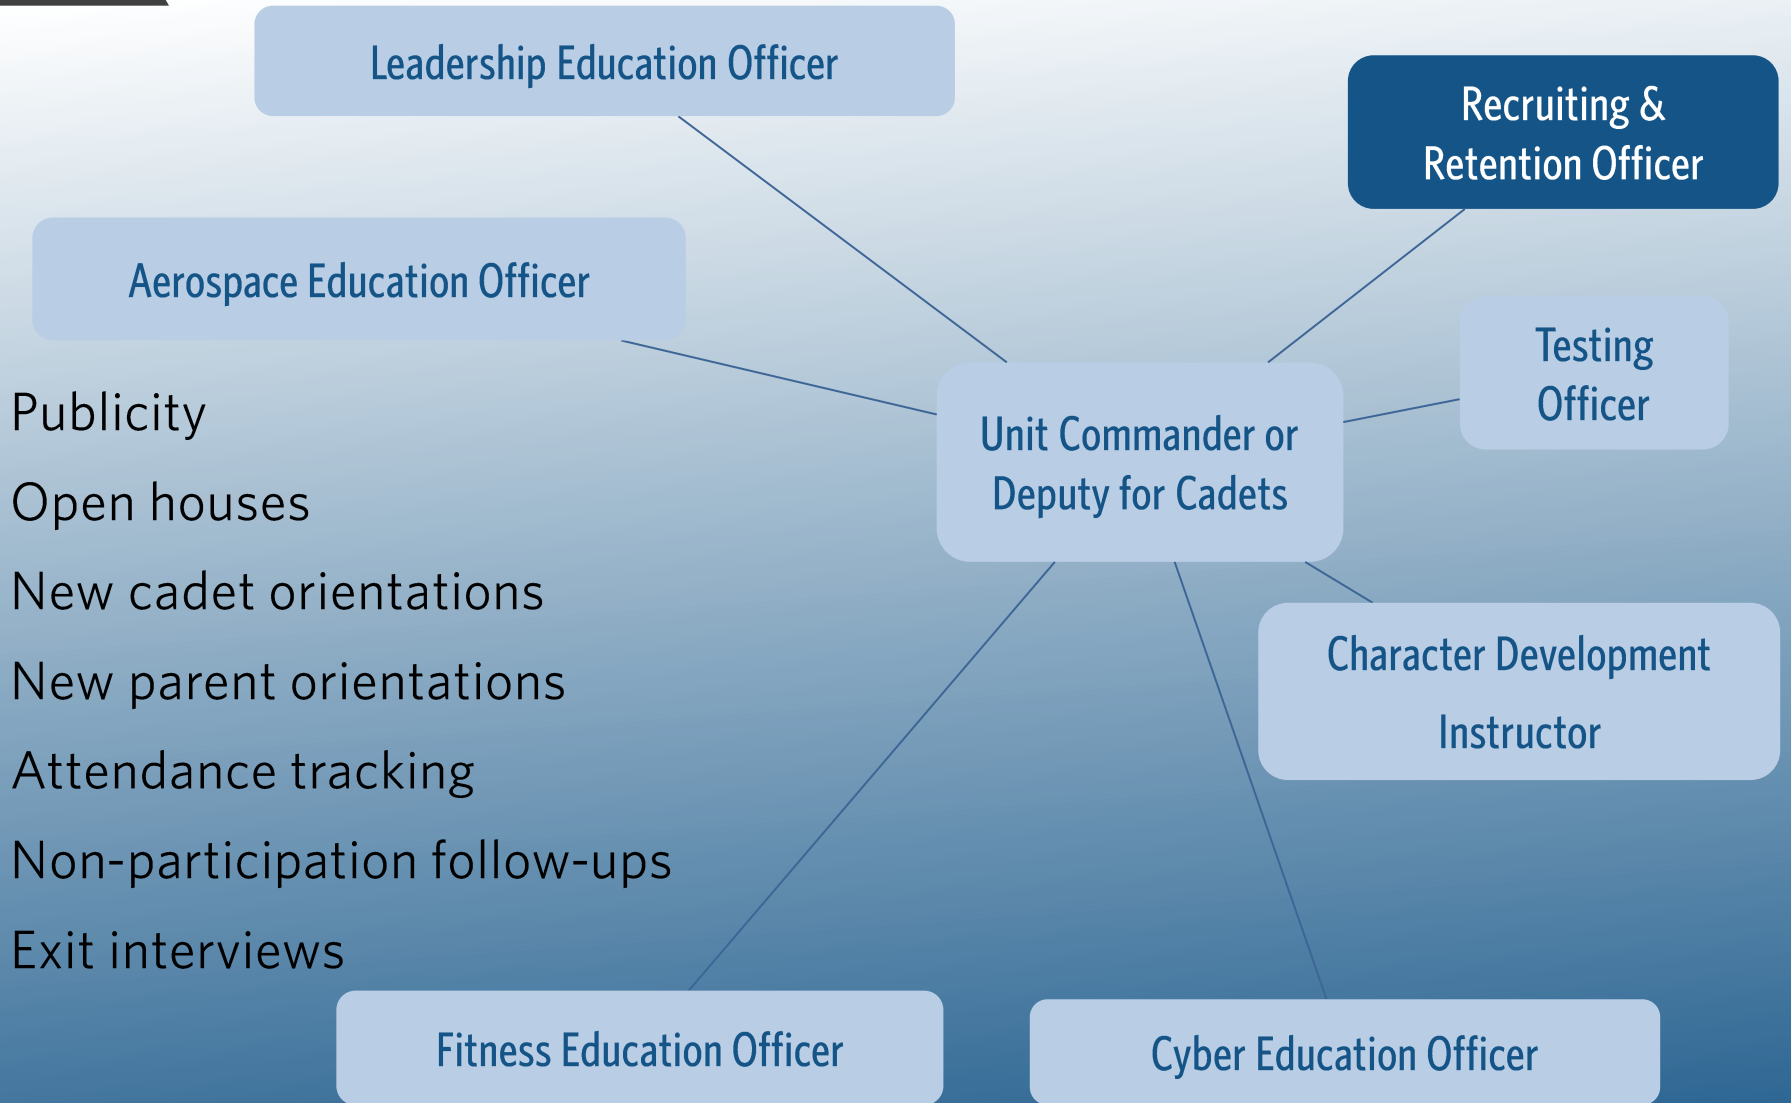 Leadership Education Officer
Recruiting &
Retention Officer
Aerospace Education Officer
Testing
Officer
Publicity
Open houses
New cadet orientations
New parent orientations
Attendance tracking
Non-participation follow-ups
Exit interviews
Unit Commander or
Deputy for Cadets
Character Development
Instructor
Fitness Education Officer
Cyber Education Officer